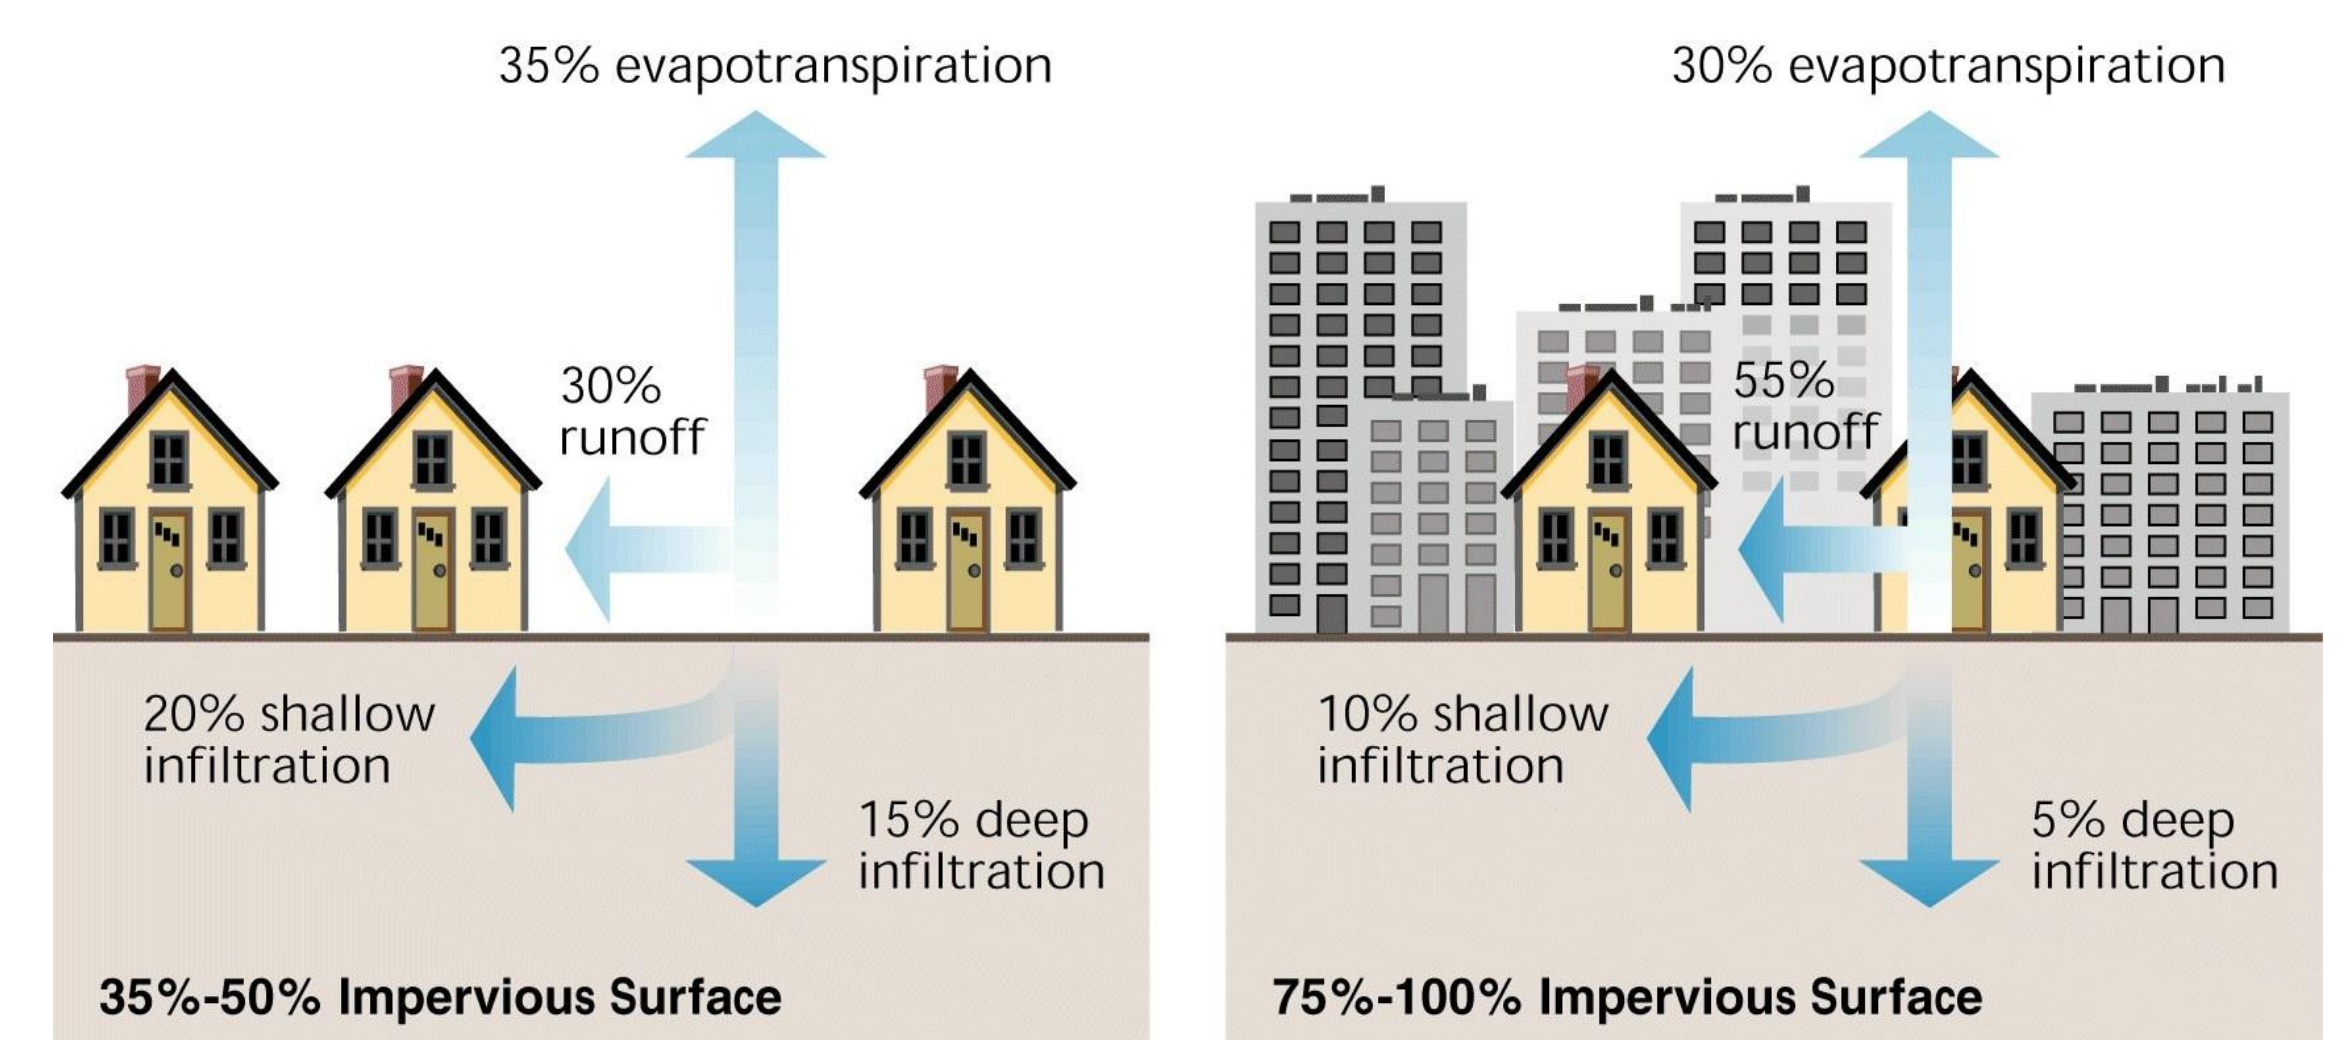 35% evapotranspiration
30%
runoff
20% shallow
infiltration
15% deep
infiltration
35%-50% Impervious Surface
30% evapotranspiration
55%
runoff
10% shallow
infiltration
5% deep
infiltration
75%-100% Impervious Surface